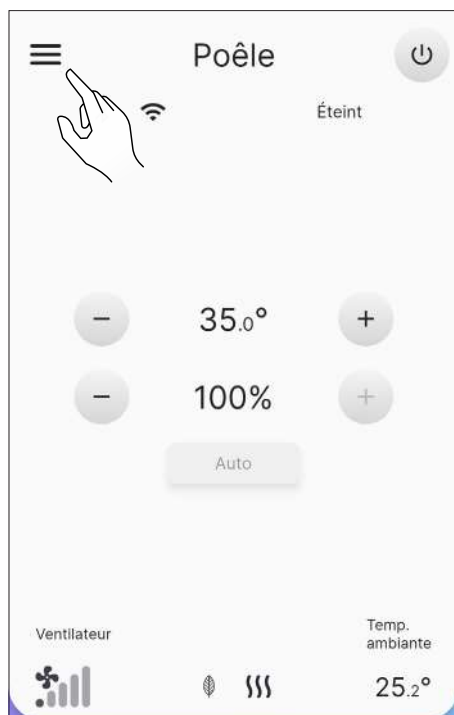 Poêle
Éteint
- 35.0° +
- 100% +
Auto
Ventilateur
Temp.
ambiante
25.2°